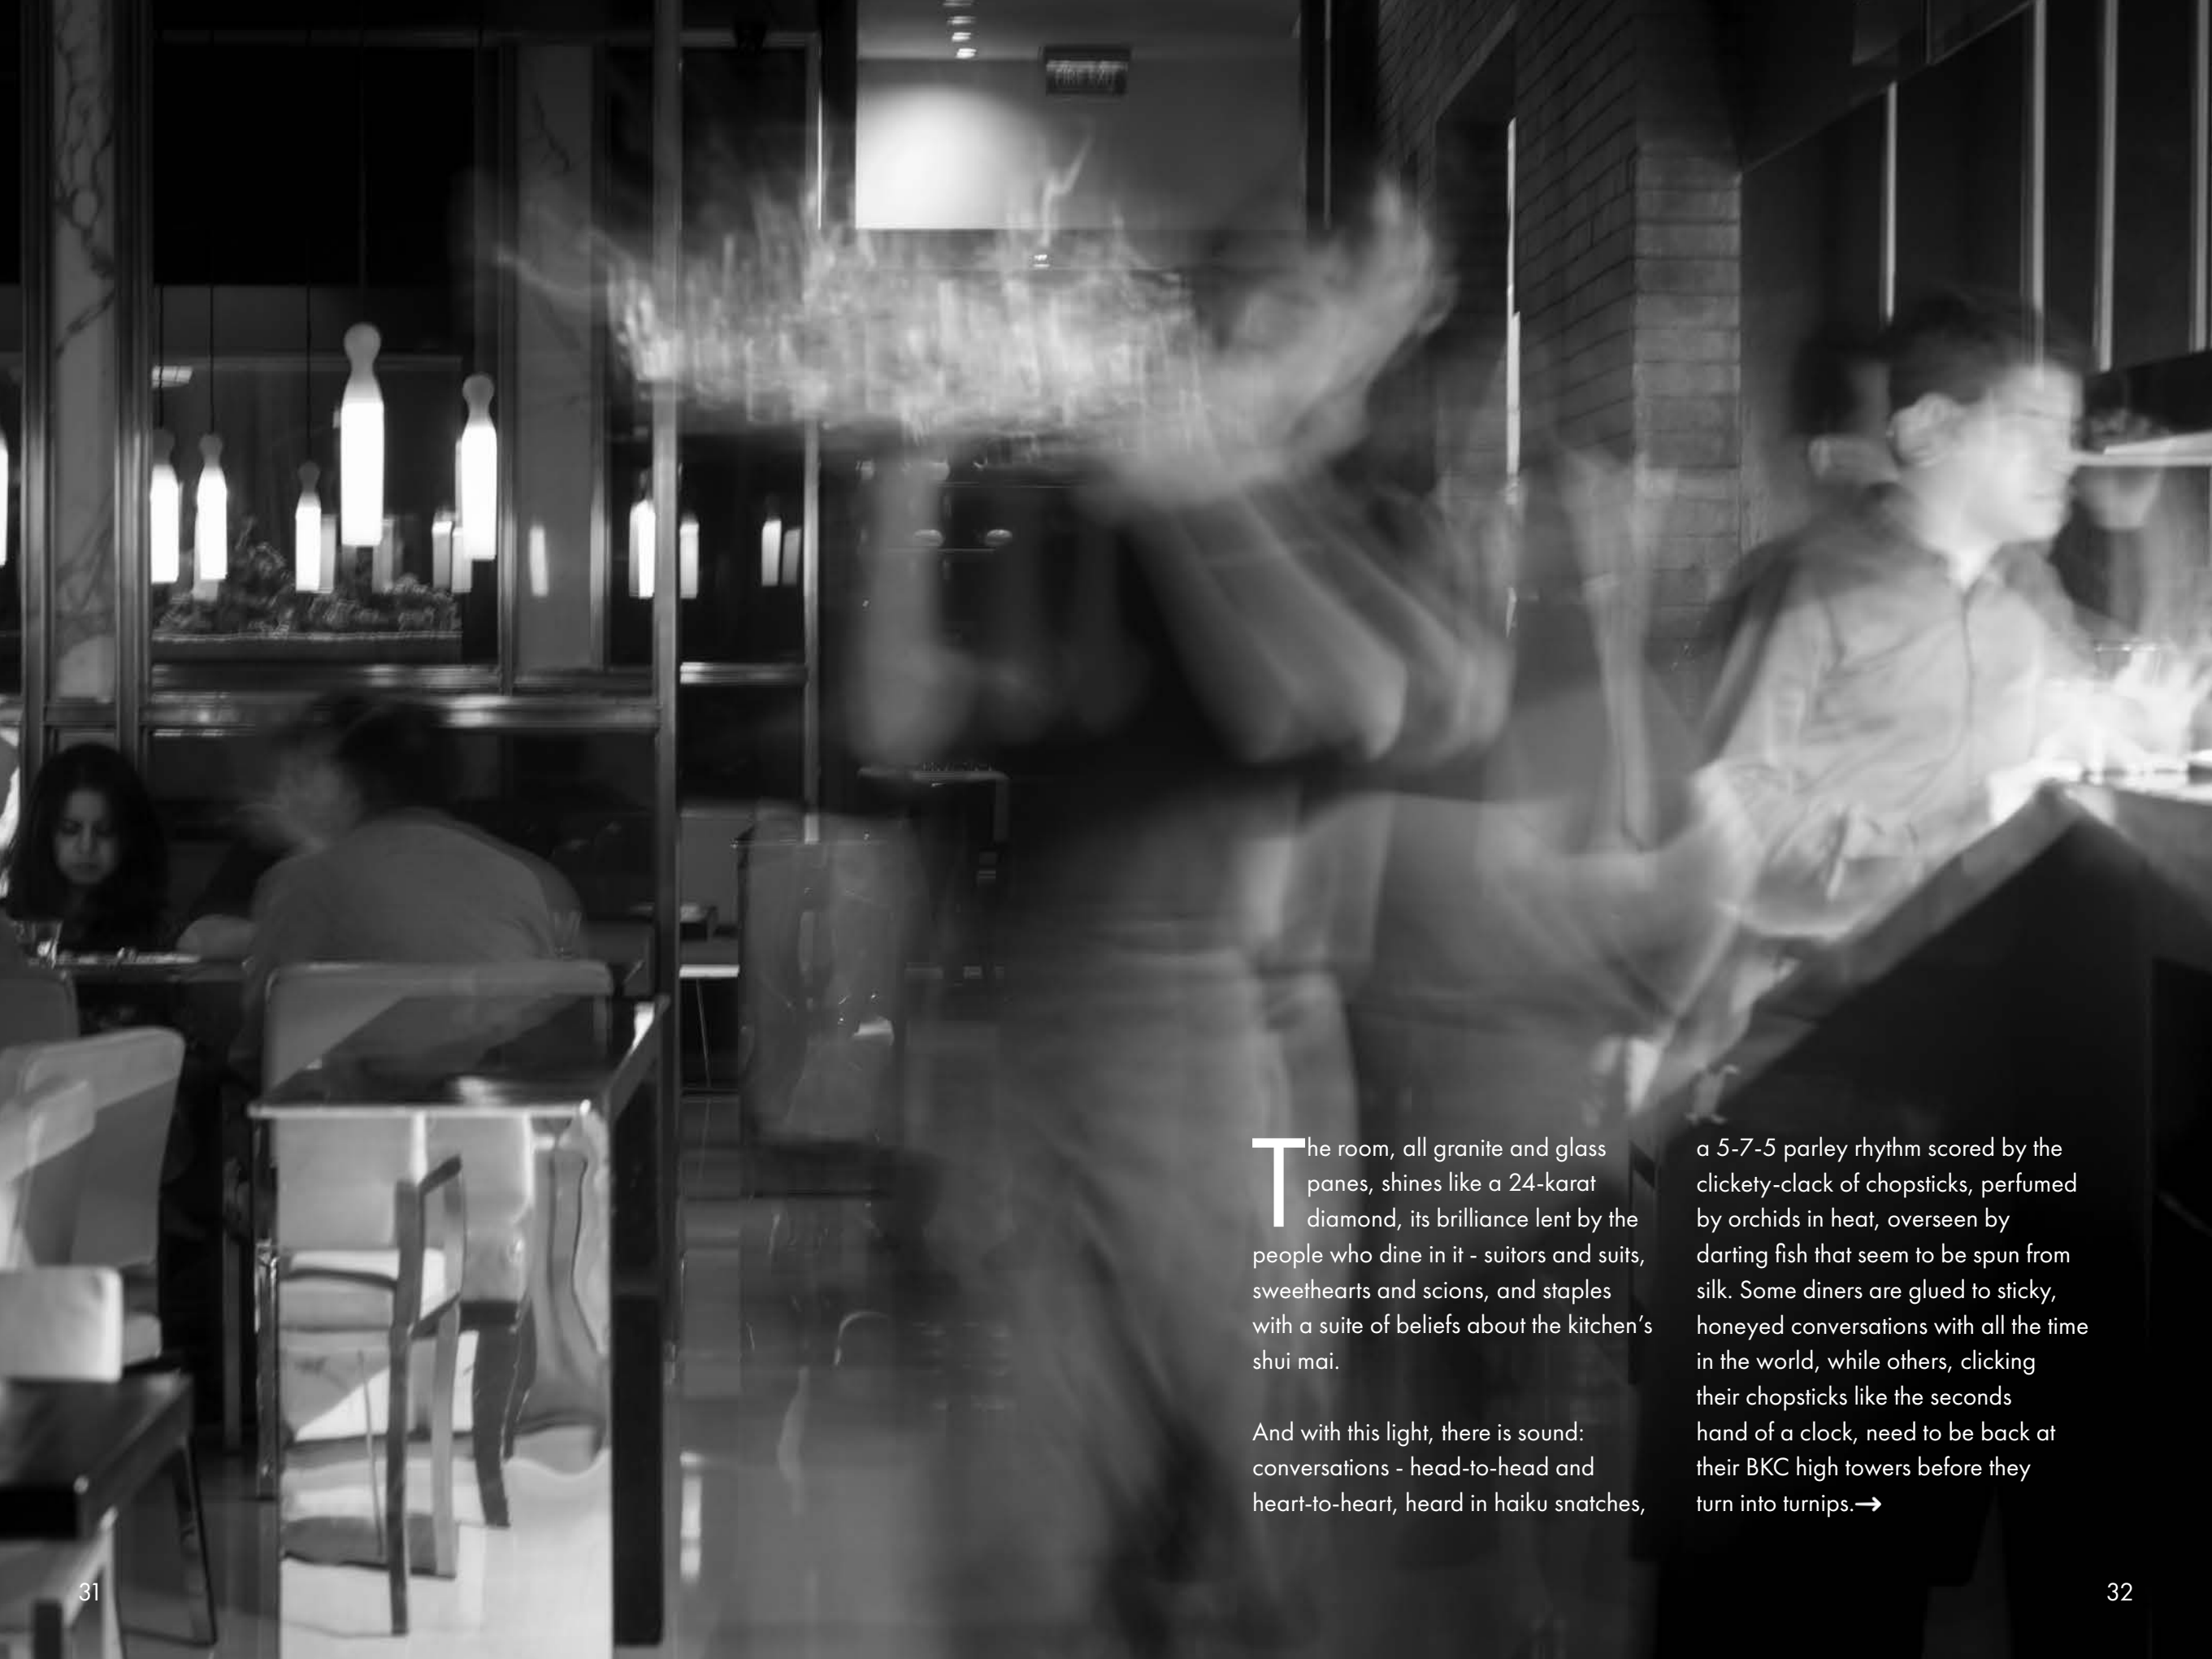 FIRE EXIT
The room, all granite and glass
panes, shines like a 24-karat
diamond, its brilliance lent by the
people who dine in it - suitors and suits,
sweethearts and scions, and staples
with a suite of beliefs about the kitchen’s
shui mai.
And with this light, there is sound:
conversations - head-to-head and
heart-to-heart, heard in haiku snatches,
a 5-7-5 parley rhythm scored by the
clickety-clack of chopsticks, perfumed
by orchids in heat, overseen by
darting fish that seem to be spun from
silk. Some diners are glued to sticky,
honeyed conversations with all the time
in the world, while others, clicking
their chopsticks like the seconds
hand of a clock, need to be back at
their BKC high towers before they
turn into turnips.→
31
32